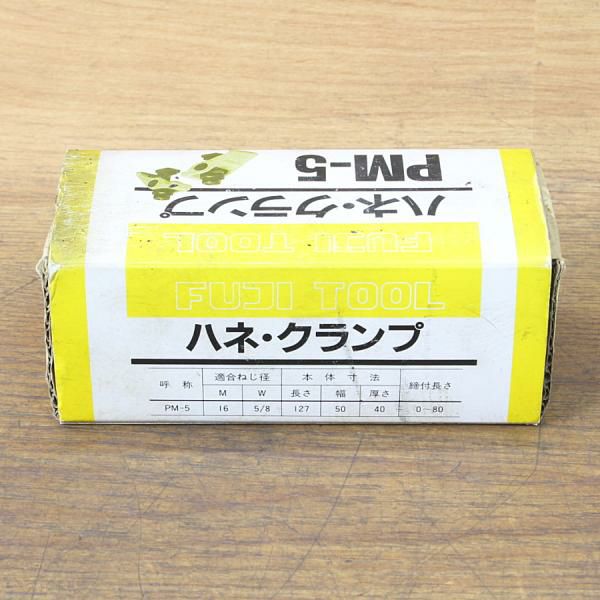 PM-5
ハネ・クランプ
FUJI TOOL
FUJI TOOL
ハネ・クランプ
呼称 適合ねじ径 本体寸法 締付長さ
M W 長さ 幅 厚さ
PM-5 16 5/8 127 50 40 0~80